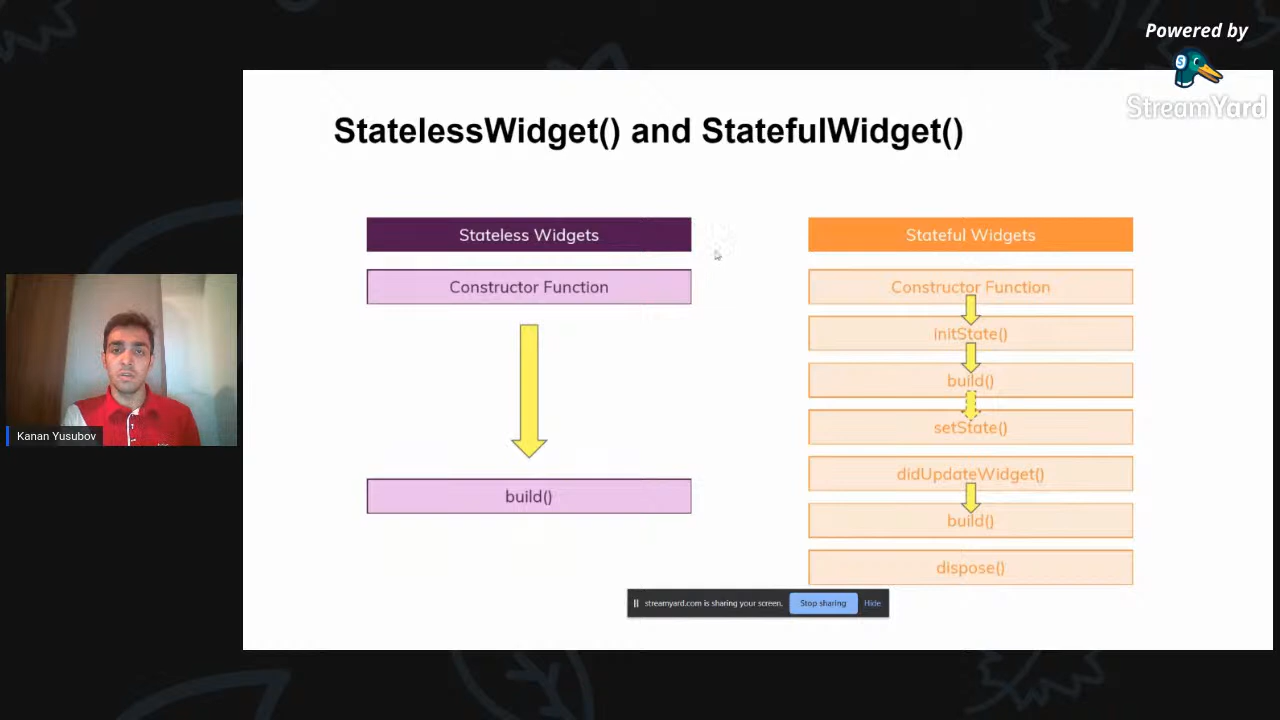 Powered by
StreamYard
StatelessWidget() and StatefulWidget()
Stateless Widgets
Constructor Function
build()
Stateful Widgets
Constructor Function
initState()
build()
setState()
didUpdateWidget()
build()
dispose()
streamyard.com is sharing your screen.
Stop sharing
Hide
Kanan Yusubov